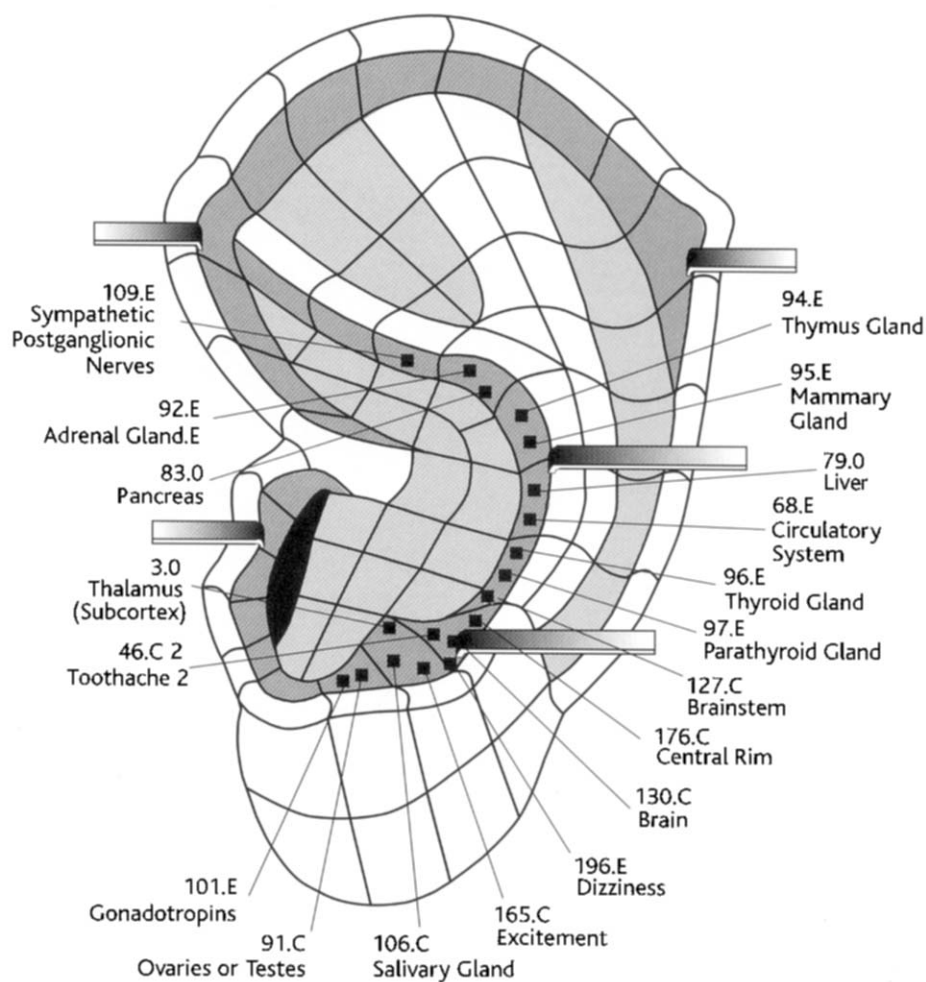 109.E
Sympathetic
Postganglionic
Nerves
92.E
Adrenal Gland.E
83.0
Pancreas
3.0
Thalamus
(Subcortex)
46.C 2
Toothache 2
101.E
Gonadotropins
91.C
Ovaries or Testes
106.C
Salivary Gland
165.C
Excitement
196.E
Dizziness
130.C
Brain
176.C
Central Rim
127.C
Brainstem
97.E
Parathyroid Gland
96.E
Thyroid Gland
68.E
Circulatory
System
79.0
Liver
95.E
Mammary
Gland
94.E
Thymus Gland